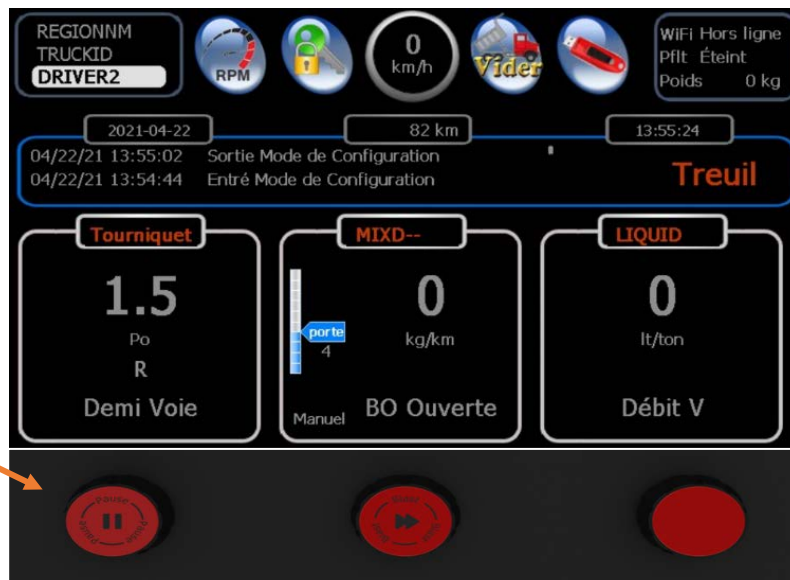 REGIONNM
TRUCKID
DRIVER2
RPM
0
km/h
Vider
WiFi Hors ligne
Pflt Éteint
Poids 0 kg
2021-04-22
82 km
13:55:24
04/22/21 13:55:02 Sortie Mode de Configuration
04/22/21 13:54:44 Entré Mode de Configuration
Treuil
Tourniquet
1.5
Po
R
Demi Voie
MIXD--
porte
4
0
kg/km
Manuel
BO Ouverte
LIQUID
0
lt/ton
Débit V
Pause
Pause
Pause